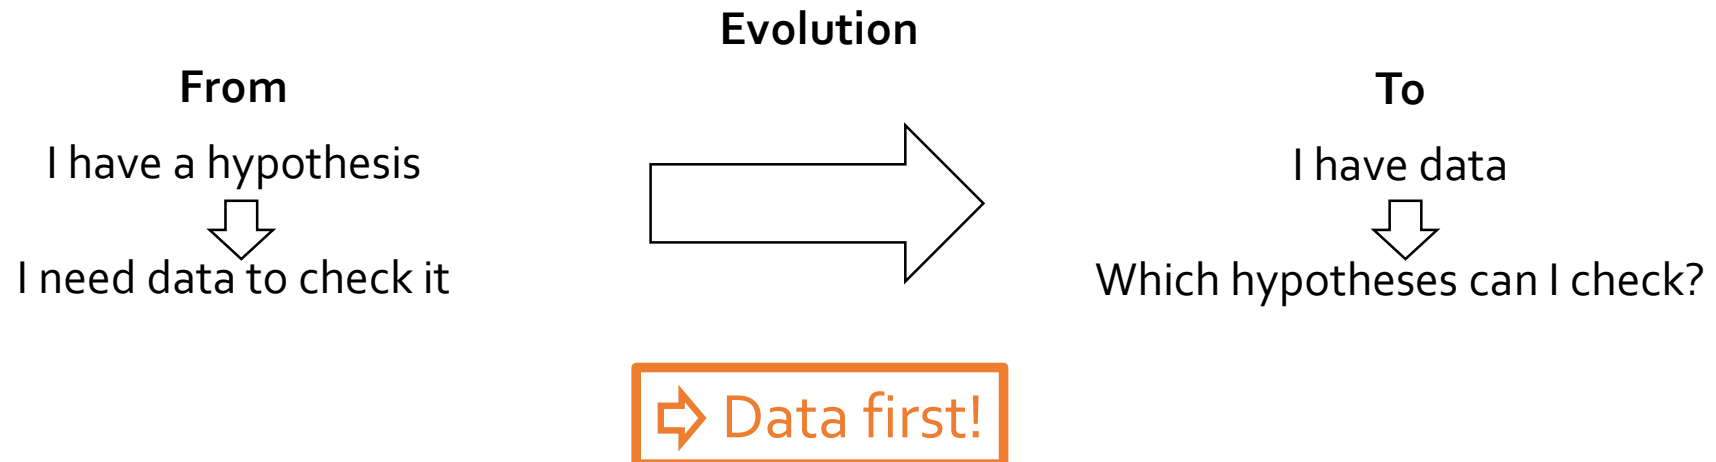 Evolution
From
I have a hypothesis
I need data to check it
To
I have data
Which hypotheses can I check?
Data first!